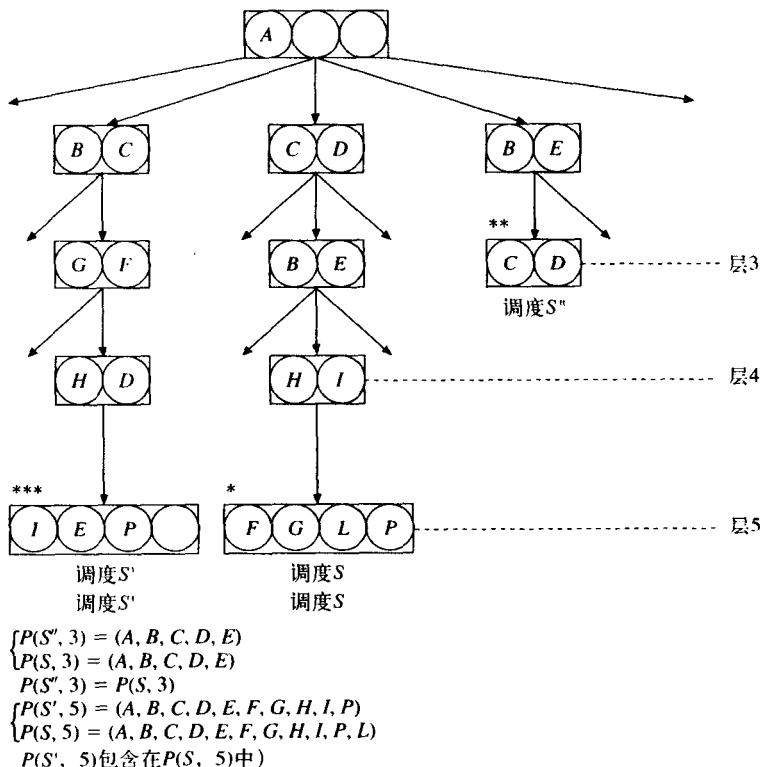 A
B C
C D
B E
**
G F
B E
C D
层3
调度S"
H D
H I
层4
***
*
I E P
F G L P
层5
调度S'
调度S
调度S'
调度S
P(S", 3) = (A, B, C, D, E)
P(S, 3) = (A, B, C, D, E)
P(S", 3) = P(S, 3)
P(S', 5) = (A, B, C, D, E, F, G, H, I, P)
P(S, 5) = (A, B, C, D, E, F, G, H, I, P, L)
P(S', 5)包含在P(S, 5)中)